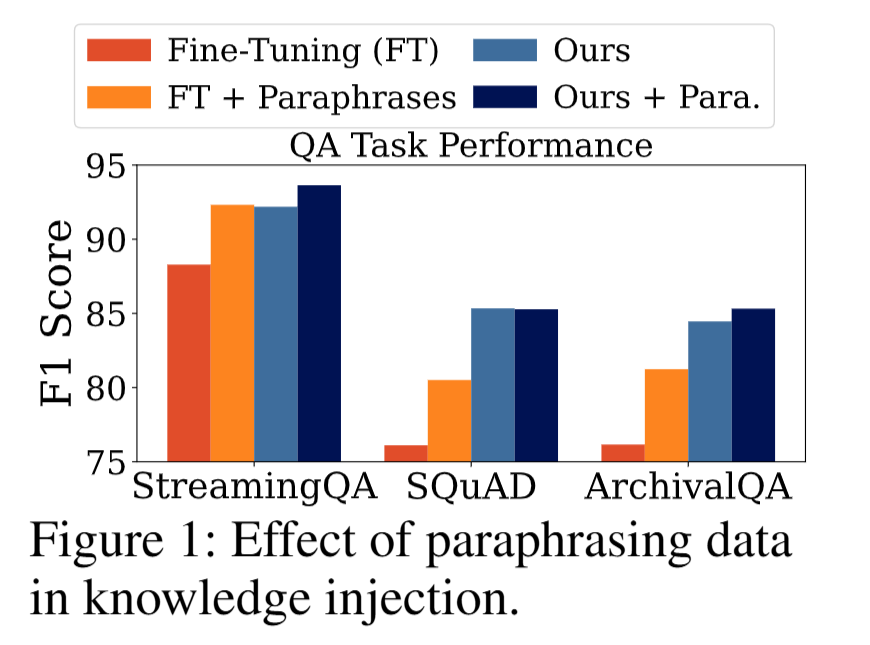 Fine-Tuning (FT)
Ours
FT + Paraphrases
Ours + Para.
QA Task Performance
95
90
85
80
75
F1 Score
StreamingQA
SQuAD
ArchivalQA
Figure 1: Effect of paraphrasing data
in knowledge injection.